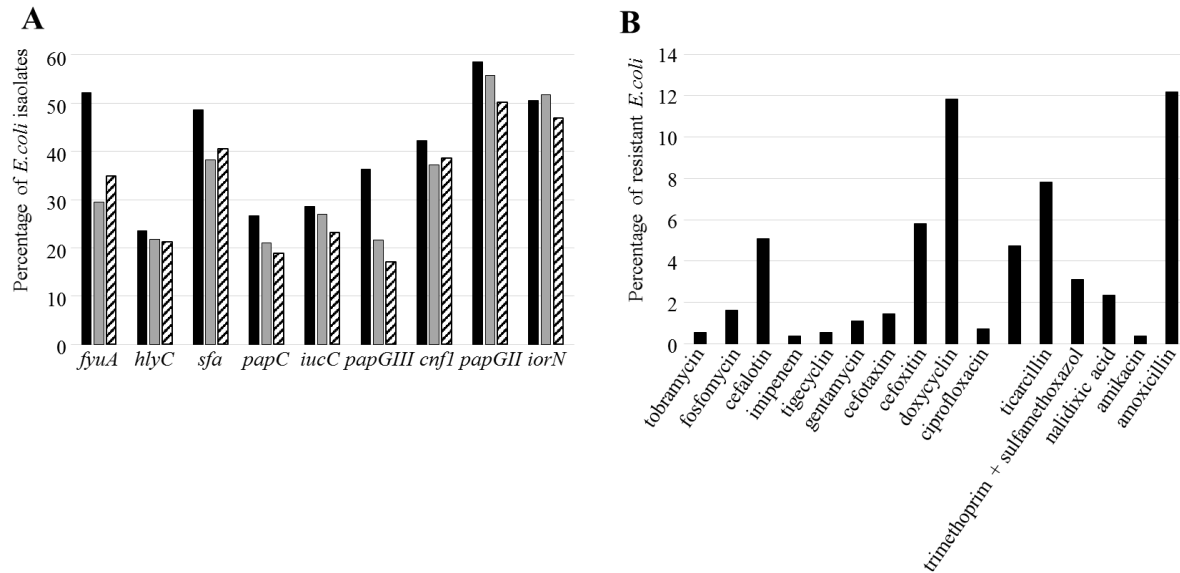 A
Percentage of E.coli isaolates
60
50
40
30
20
10
0
fyuA hlyC sfa papC iucC papGIII cnf1 papGII iorN
B
Percentage of resistant E.coli
14
12
10
8
6
4
2
0
tobramycin
fosfomycin
cefalotin
imipenem
tigecyclin
gentamycin
cefotaxim
cefoxitin
doxycyclin
ciprofloxacin
ticarcillin
trimethoprim + sulfamethoxazol
nalidixic acid
amikacin
amoxicillin